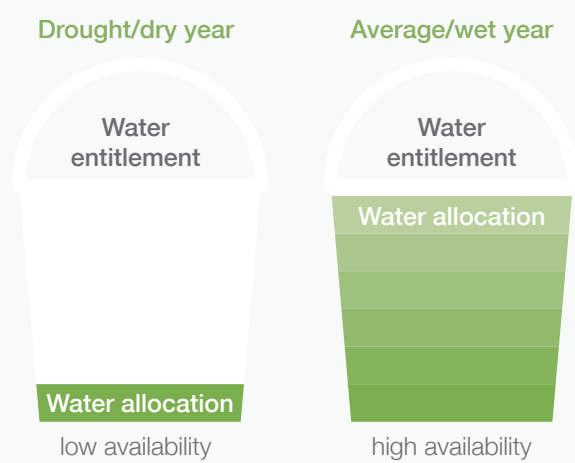 Drought/dry year
Average/wet year
Water
entitlement
Water
entitlement
Water allocation
Water allocation
low availability
high availability